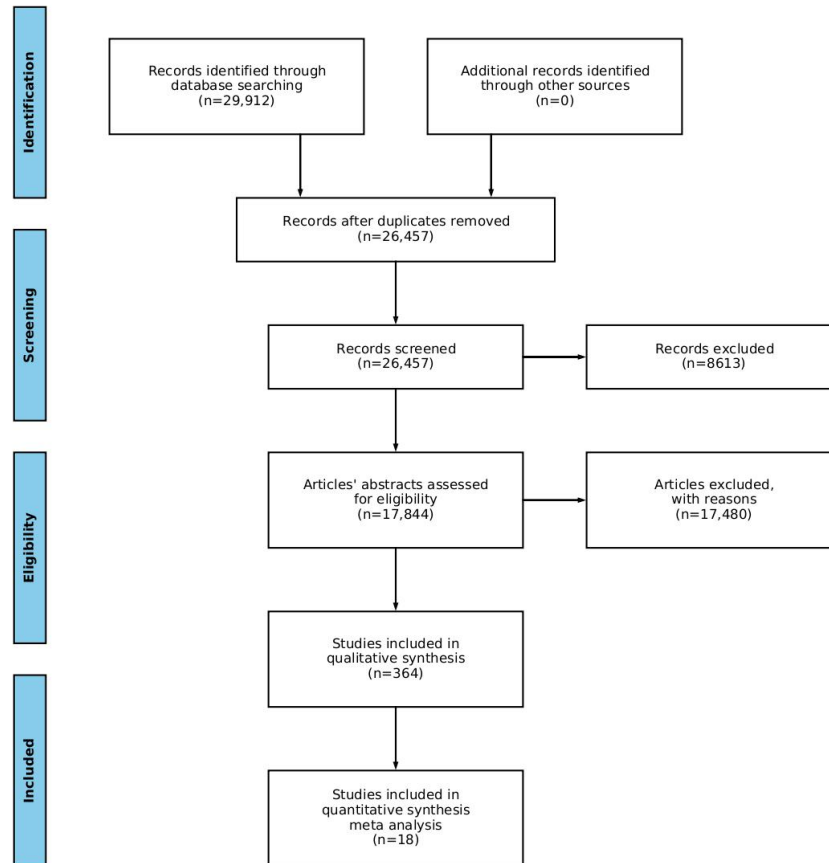 Identification
Records identified through
database searching
(n=29,912)
Additional records identified
through other sources
(n=0)
Records after duplicates removed
(n=26,457)
Screening
Records screened
(n=26,457)
Records excluded
(n=8613)
Eligibility
Articles' abstracts assessed
for eligibility
(n=17,844)
Articles excluded,
with reasons
(n=17,480)
Studies included in
qualitative synthesis
(n=364)
Included
Studies included in
quantitative synthesis
meta analysis
(n=18)